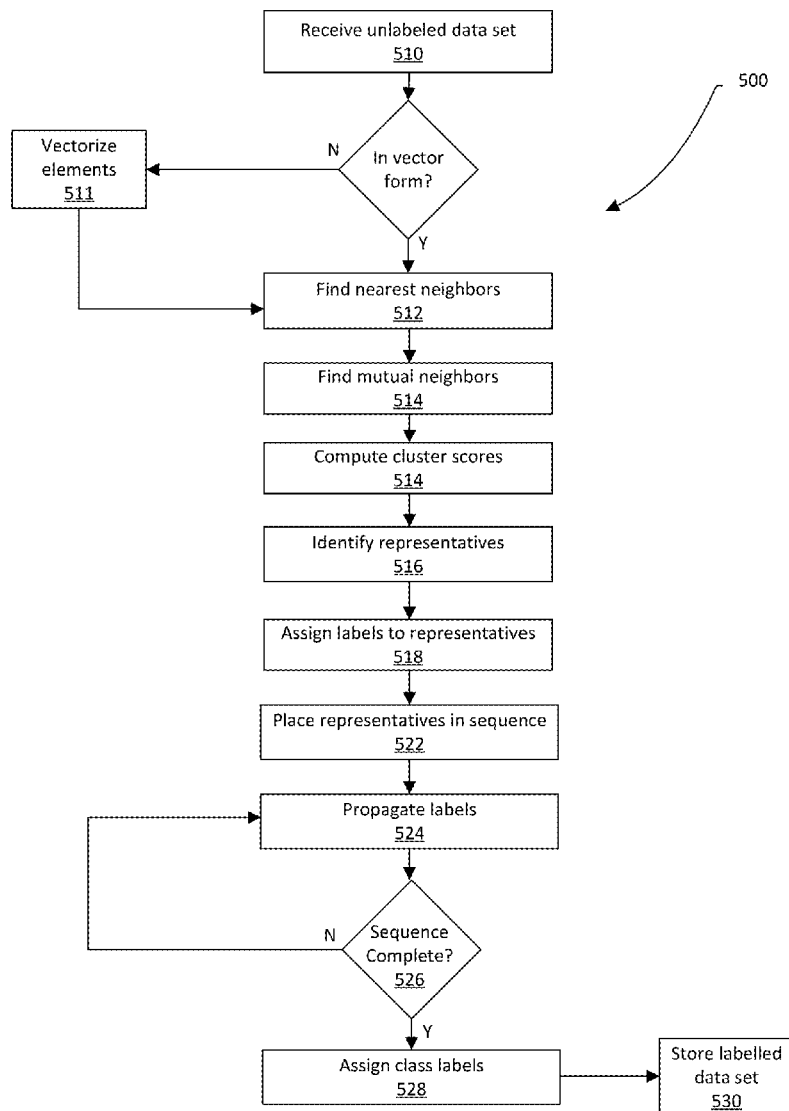 Receive unlabeled data set
510
500
In vector
form?
N
Y
Vectorize
elements
511
Find nearest neighbors
512
Find mutual neighbors
514
Compute cluster scores
514
Identify representatives
516
Assign labels to representatives
518
Place representatives in sequence
522
Propagate labels
524
Sequence
Complete?
526
N
Y
Assign class labels
528
Store labelled
data set
530